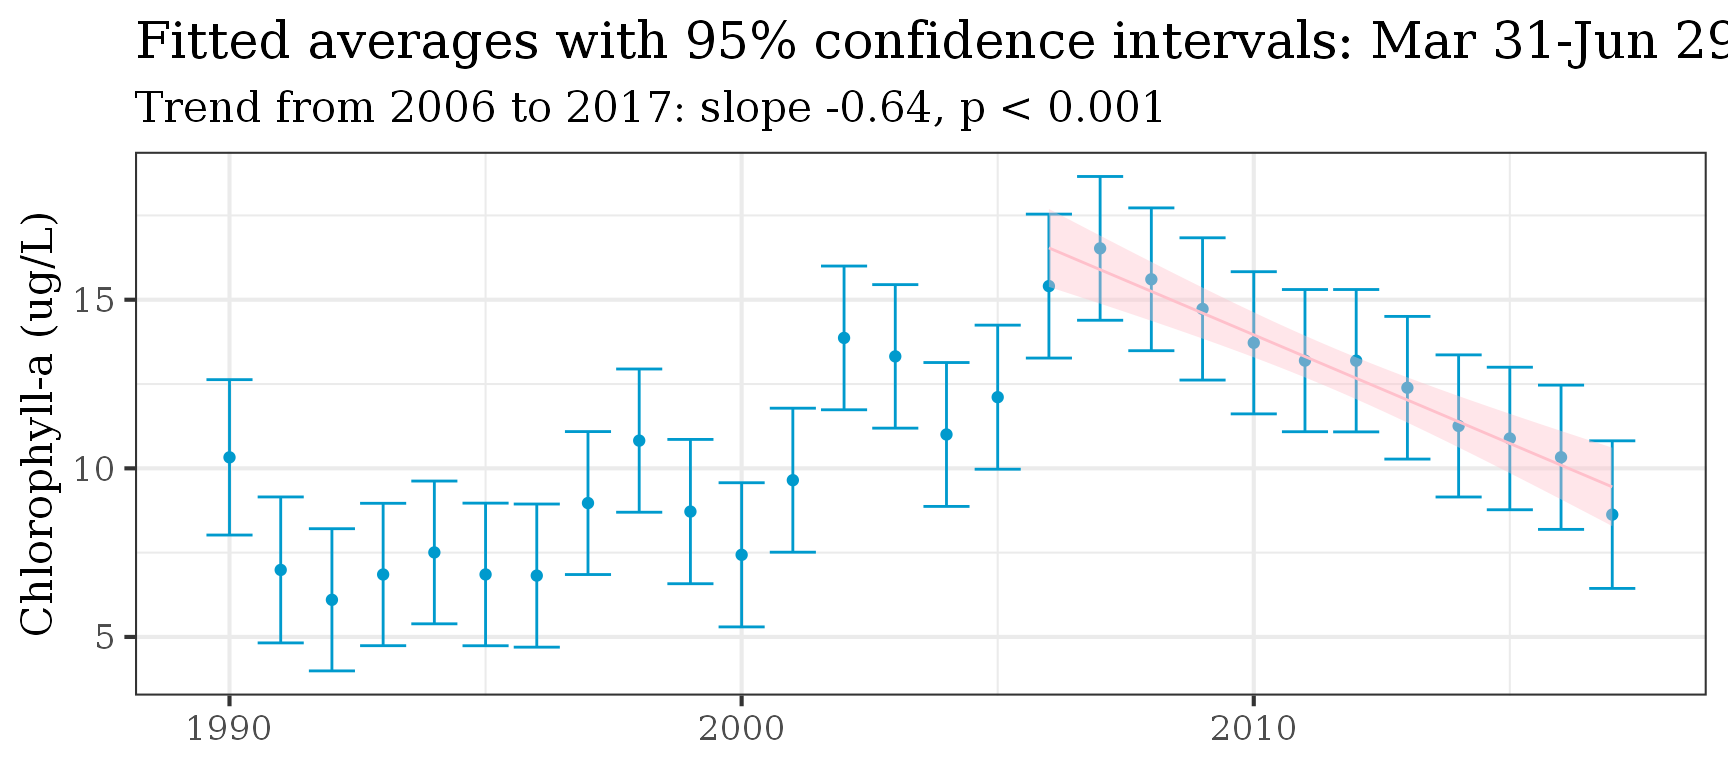 Fitted averages with 95% confidence intervals: Mar 31-Jun 29
Trend from 2006 to 2017: slope -0.64, p < 0.001
Chlorophyll-a (ug/L)
15
10
5
1990 2000 2010